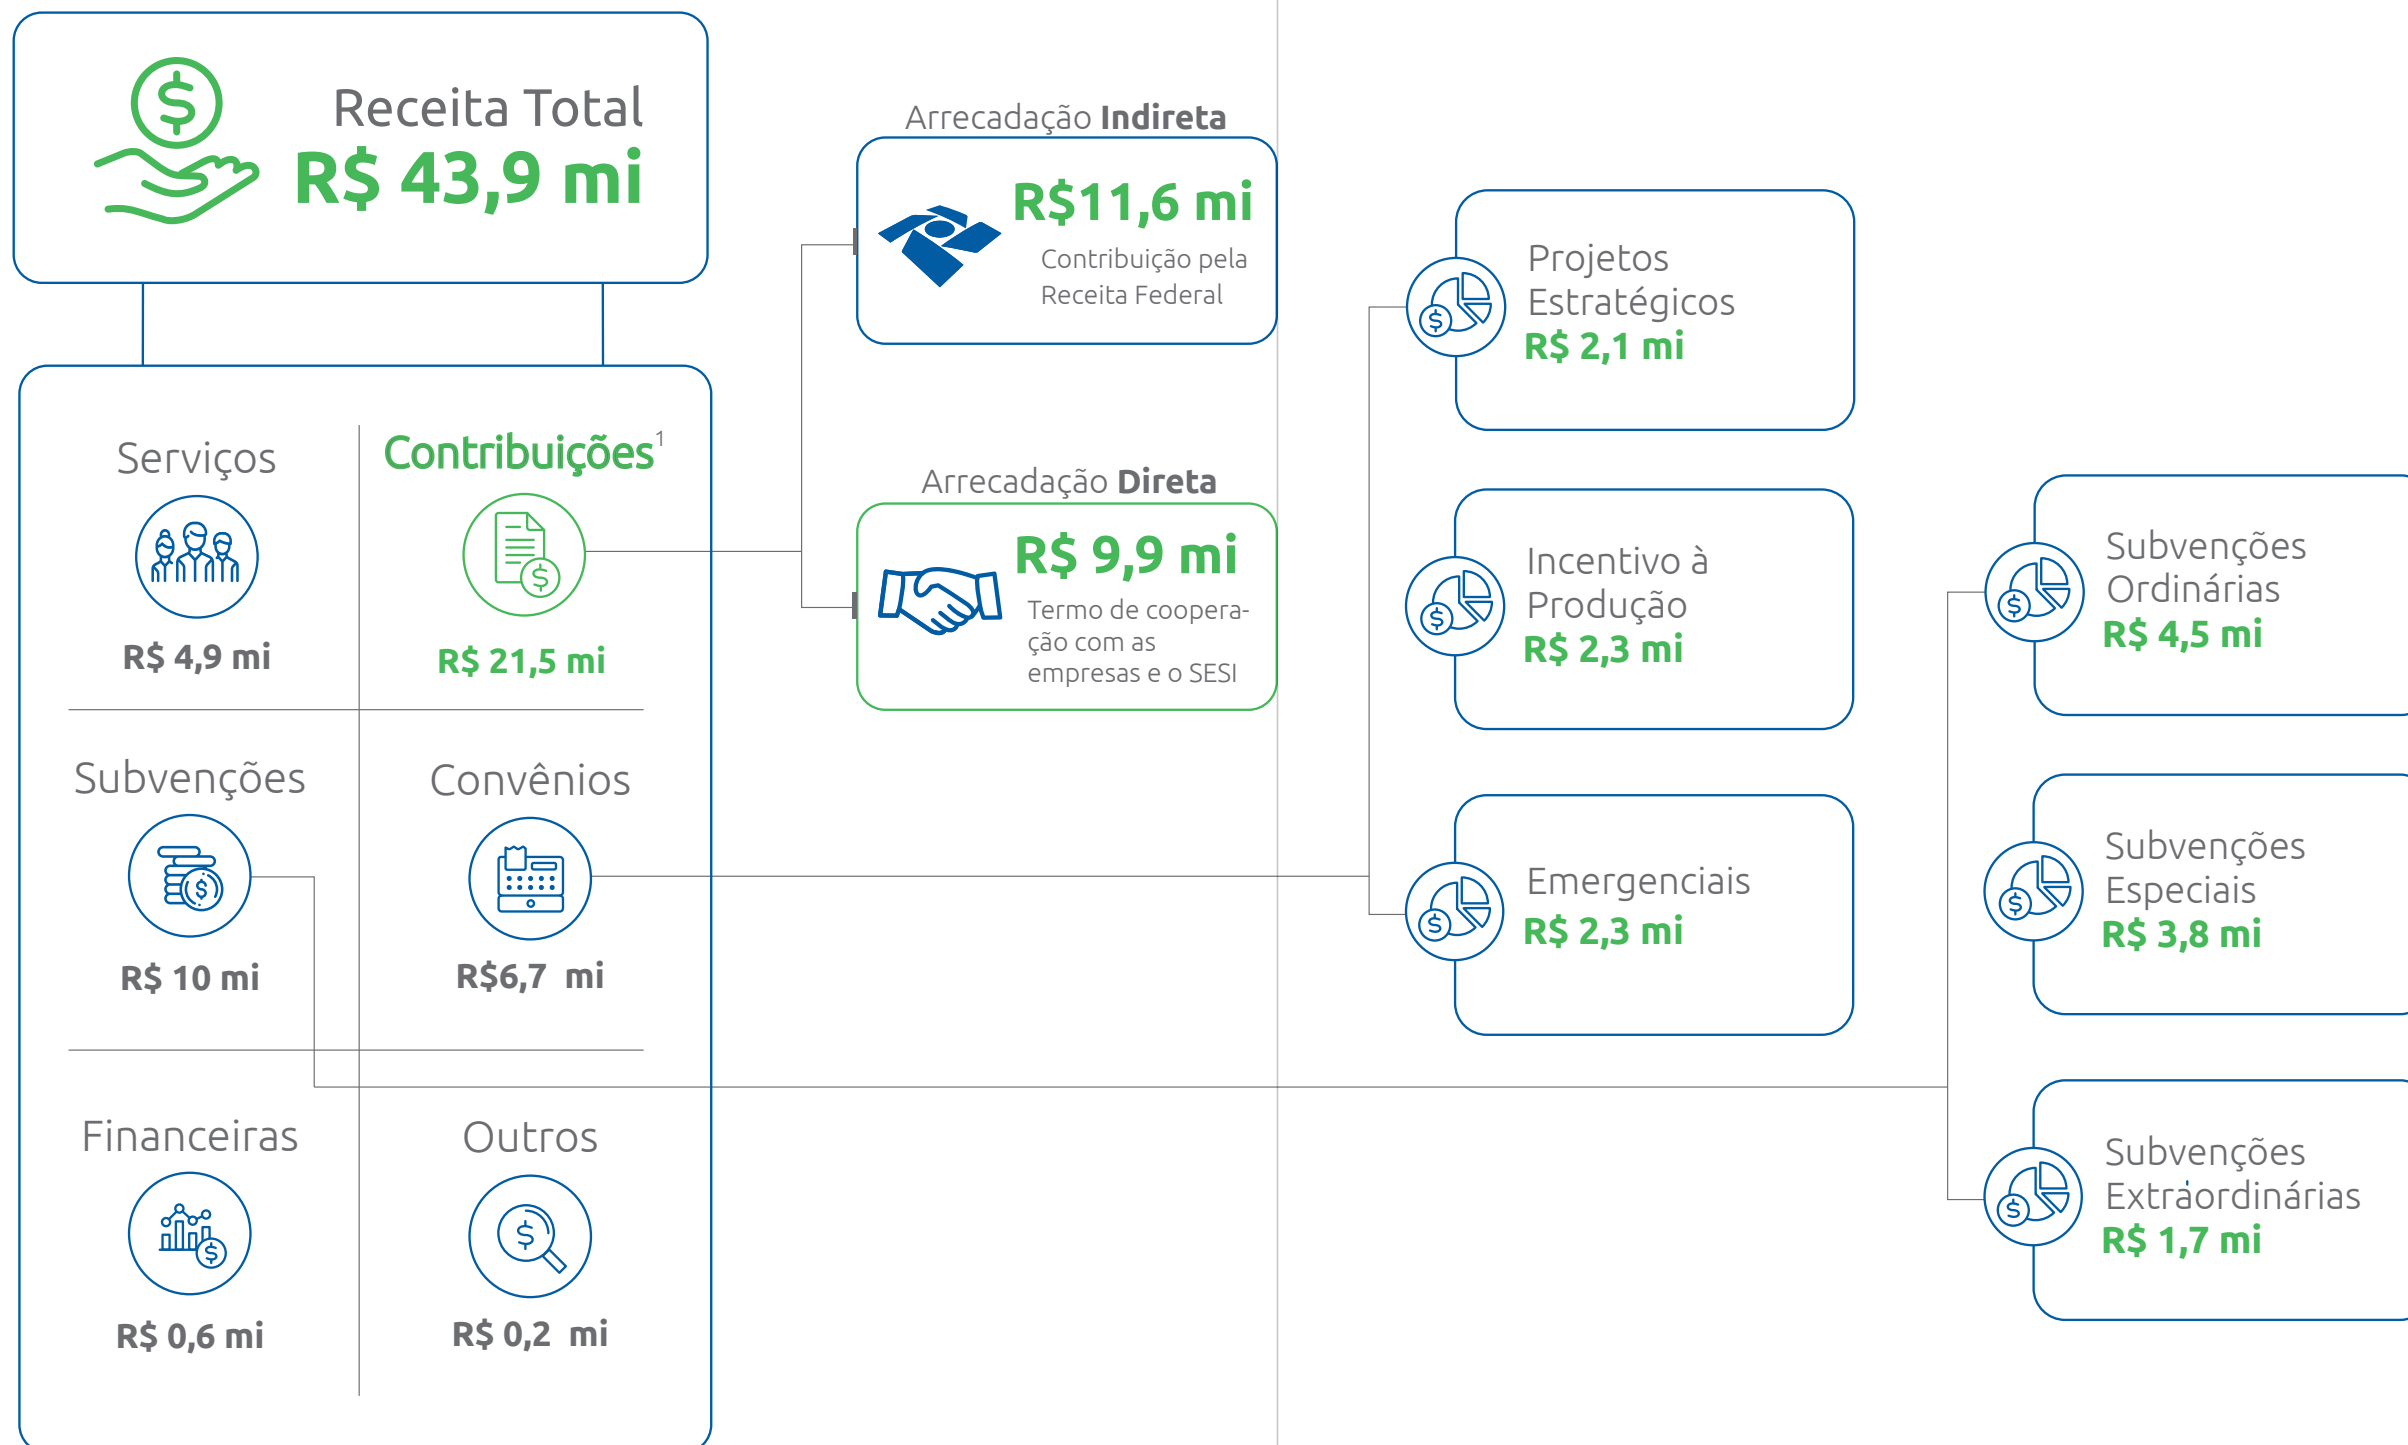 Receita Total
R$ 43,9 mi
Serviços
R$ 4,9 mi
Contribuições¹
R$ 21,5 mi
Subvenções
R$ 10 mi
Convênios
R$6,7 mi
Financeiras
R$ 0,6 mi
Outros
R$ 0,2 mi
Arrecadação Indireta
R$11,6 mi
Contribuição pela
Receita Federal
Arrecadação Direta
R$ 9,9 mi
Termo de coopera-
ção com as
empresas e o SESI
Projetos
Estratégicos
R$ 2,1 mi
Incentivo à
Produção
R$ 2,3 mi
Emergenciais
R$ 2,3 mi
Subvenções
Ordinárias
R$ 4,5 mi
Subvenções
Especiais
R$ 3,8 mi
Subvenções
Extraordinárias
R$ 1,7 mi